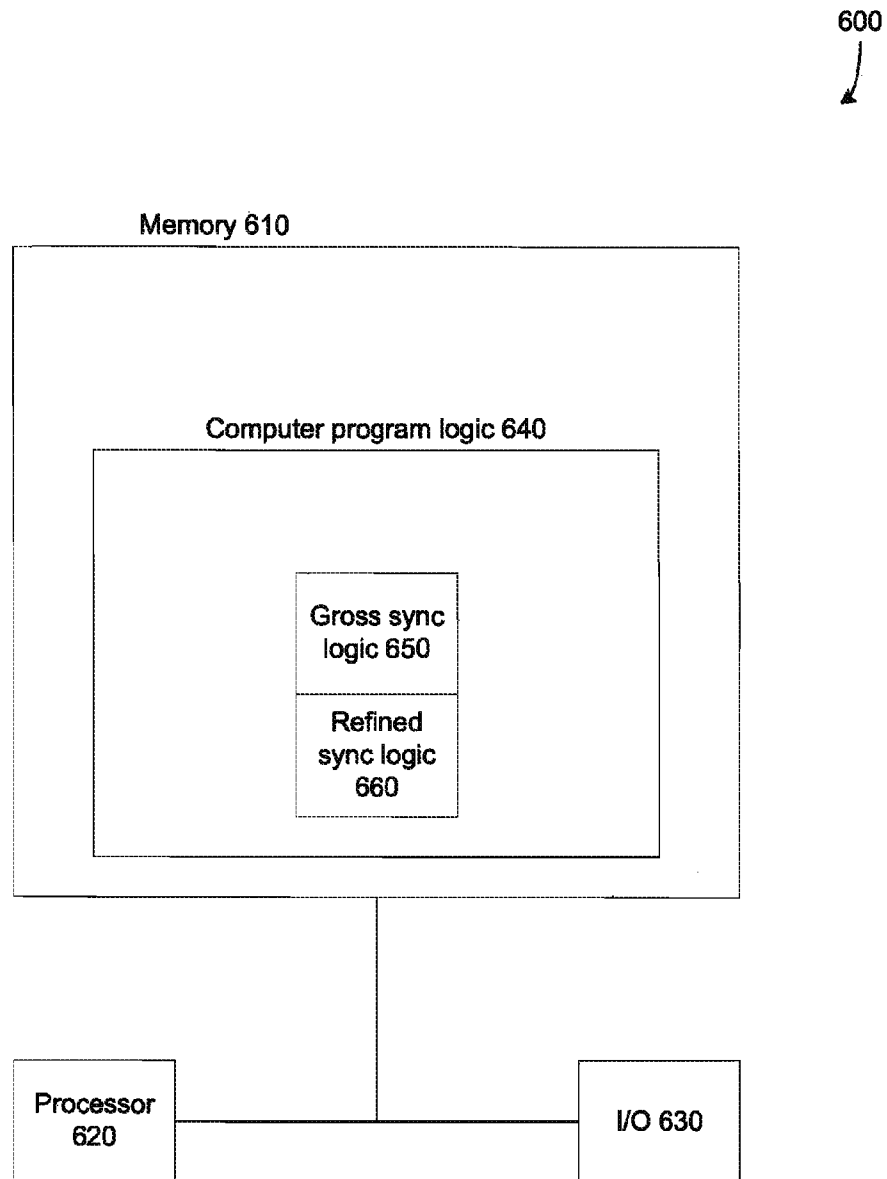 600
Memory 610
Computer program logic 640
Gross sync
logic 650
Refined
sync logic
660
Processor
620
I/O 630